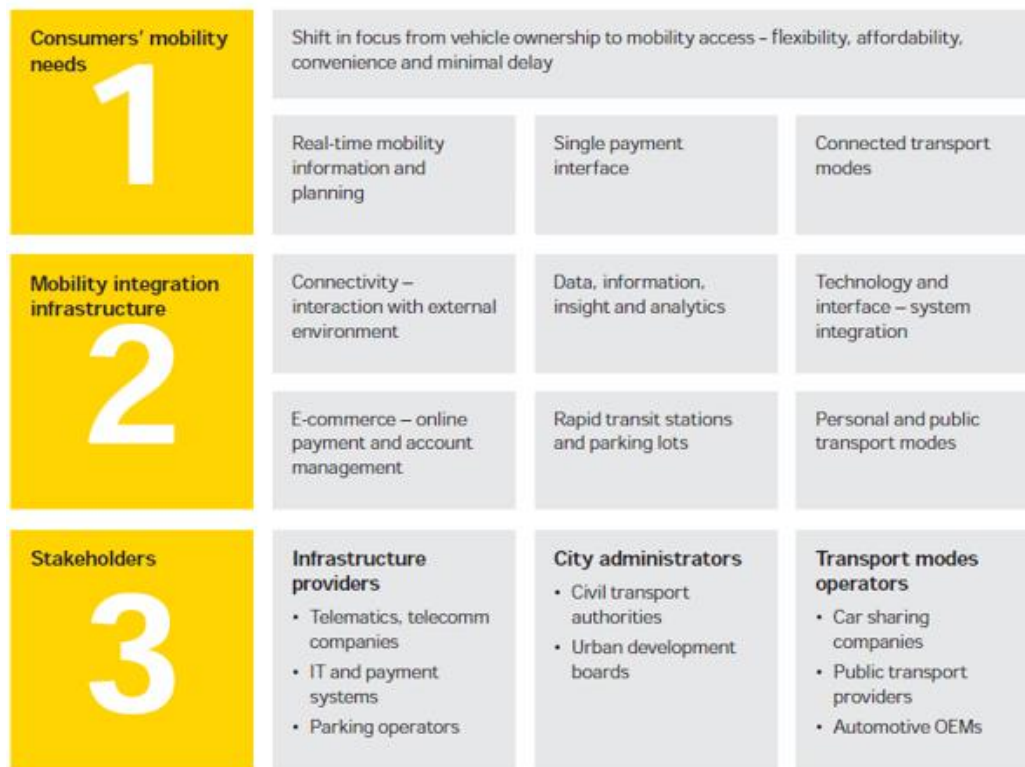 Consumers' mobility
needs
1
Shift in focus from vehicle ownership to mobility access – flexibility, affordability,
convenience and minimal delay
Real-time mobility
information and
planning
Single payment
interface
Connected transport
modes
Mobility integration
infrastructure
2
Connectivity –
interaction with external
environment
Data, information,
insight and analytics
Technology and
interface – system
integration
E-commerce – online
payment and account
management
Rapid transit stations
and parking lots
Personal and public
transport modes
Stakeholders
3
Infrastructure
providers
• Telematics, telecomm
companies
• IT and payment
systems
• Parking operators
City administrators
• Civil transport
authorities
• Urban development
boards
Transport modes
operators
• Car sharing
companies
• Public transport
providers
• Automotive OEMs